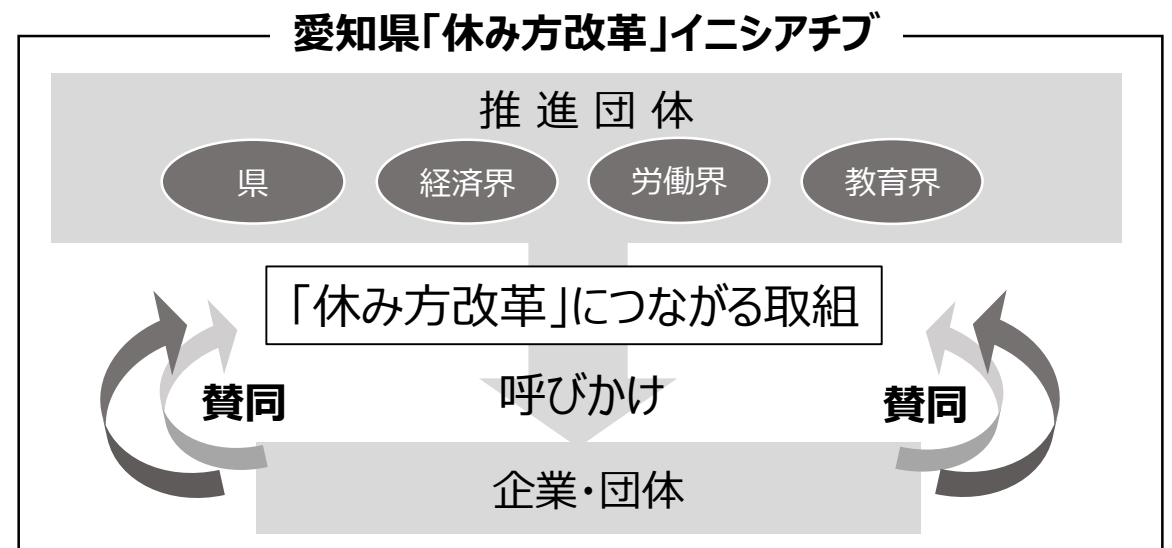 愛知県「休み方改革」イニシアチブ
推進団体
県 経済界 労働界 教育界
「休み方改革」につながる取組
呼びかけ
賛同 賛同
企業・団体